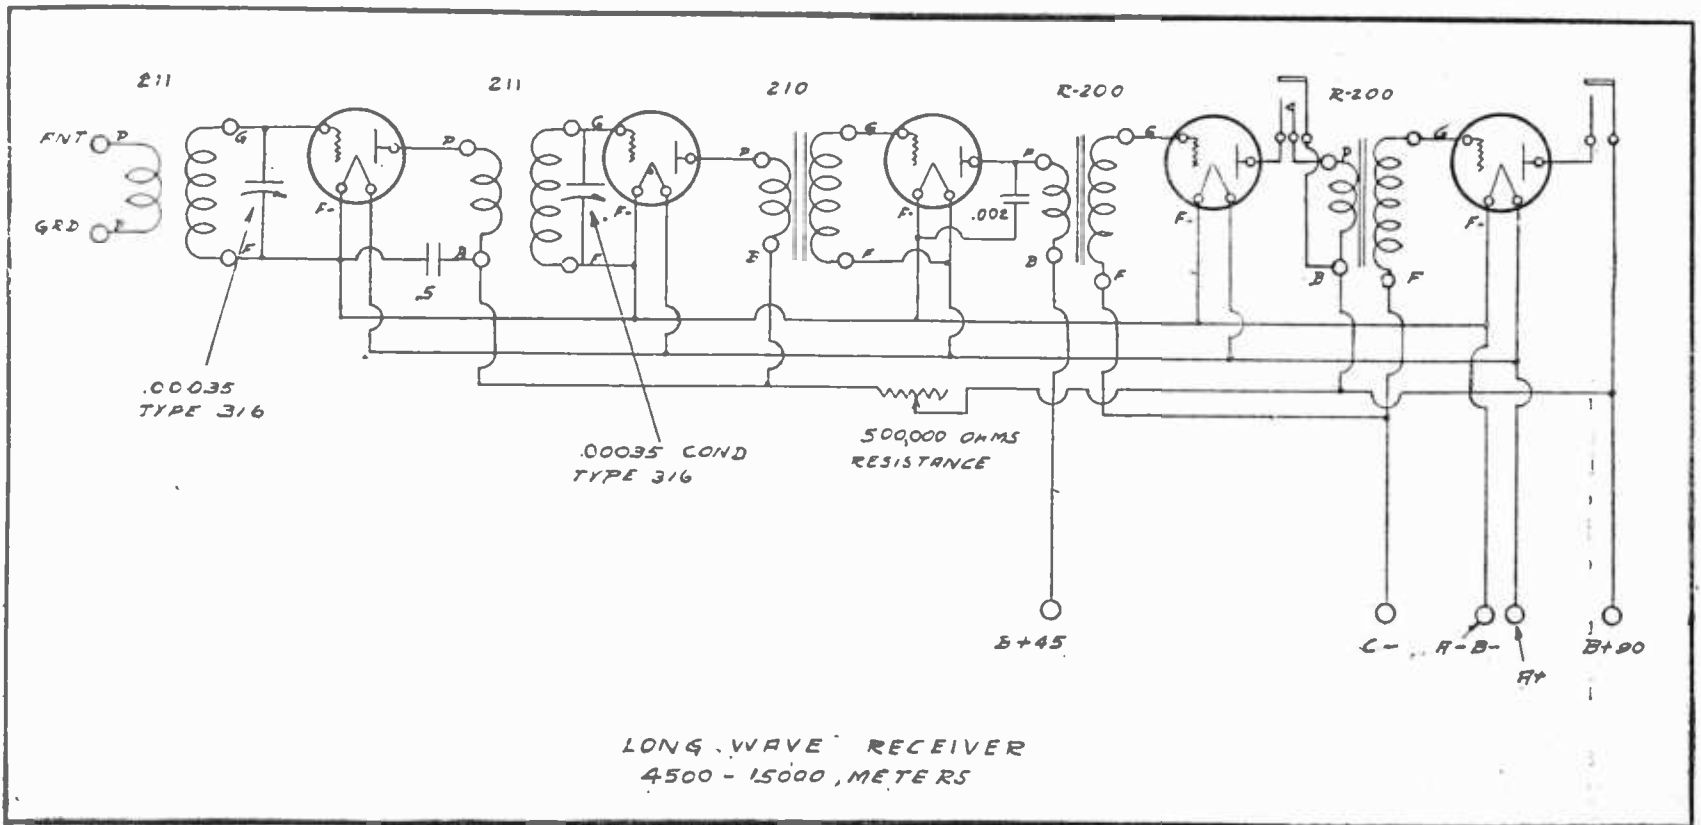 211
211
210
R-200
R-200
ANT P
GRD P
G
F
F-
P
B
.5
G
F
F-
P
B
G
F
F-
.002
P
B
G
F
F-
P
B
G
F
F-
.00035
TYPE 316
.00035 COND
TYPE 316
500,000 OHMS
RESISTANCE
B+45
C-
A-B-
A+
B+90
LONG WAVE RECEIVER
4500-15000, METERS